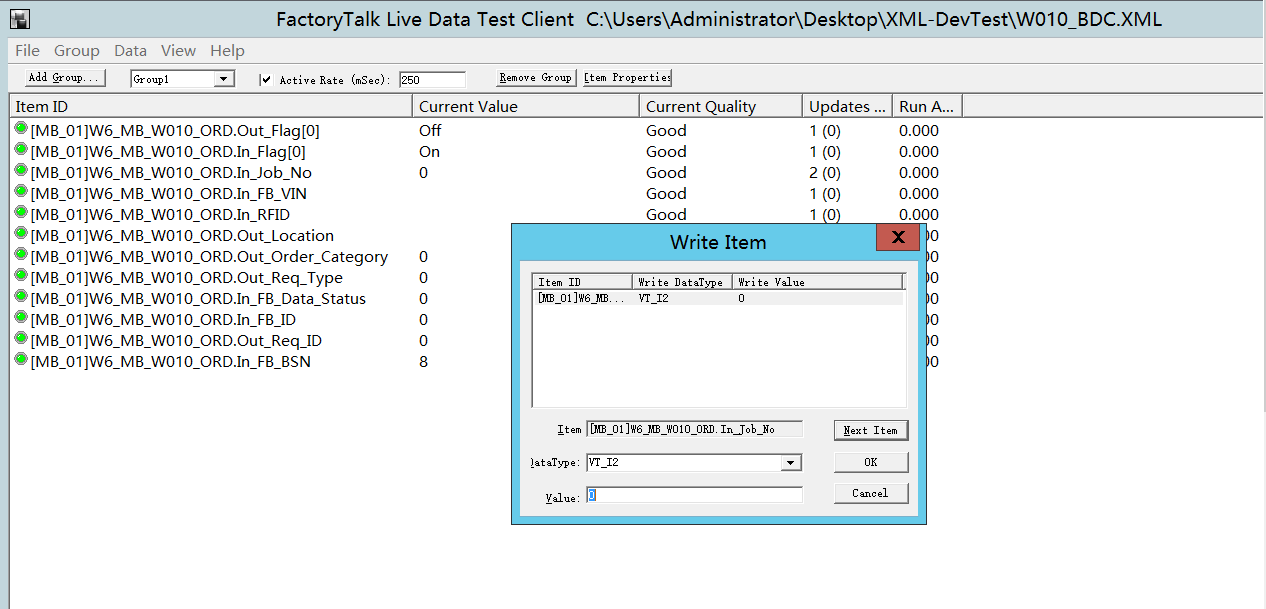 FactoryTalk Live Data Test Client C:\Users\Administrator\Desktop\XML-DevTest\W010_BDC.XML
File Group Data View Help
Add Group... Group1 Active Rate (mSec): 250 Remove Group Item Properties
Item ID Current Value Current Quality Updates ... Run A...
[MB_01]W6_MB_W010_ORD.Out_Flag[0] Off Good 1 (0) 0.000
[MB_01]W6_MB_W010_ORD.In_Flag[0] On Good 1 (0) 0.000
[MB_01]W6_MB_W010_ORD.In_Job_No 0 Good 2 (0) 0.000
[MB_01]W6_MB_W010_ORD.In_FB_VIN Good 1 (0) 0.000
[MB_01]W6_MB_W010_ORD.In_RFID Good 1 (0) 0.000
[MB_01]W6_MB_W010_ORD.Out_Location 00
[MB_01]W6_MB_W010_ORD.Out_Order_Category 0 00
[MB_01]W6_MB_W010_ORD.Out_Req_Type 0 00
[MB_01]W6_MB_W010_ORD.In_FB_Data_Status 0 00
[MB_01]W6_MB_W010_ORD.In_FB_ID 0 00
[MB_01]W6_MB_W010_ORD.Out_Req_ID 0 00
[MB_01]W6_MB_W010_ORD.In_FB_BSN 8 00
Write Item X
Item ID Write DataType Write Value
[MB_01]W6_MB... VT_I2 0
Item [MB_01]W6_MB_W010_ORD.In_Job_No Next Item
DataType: VT_I2 OK
Value: 0 Cancel